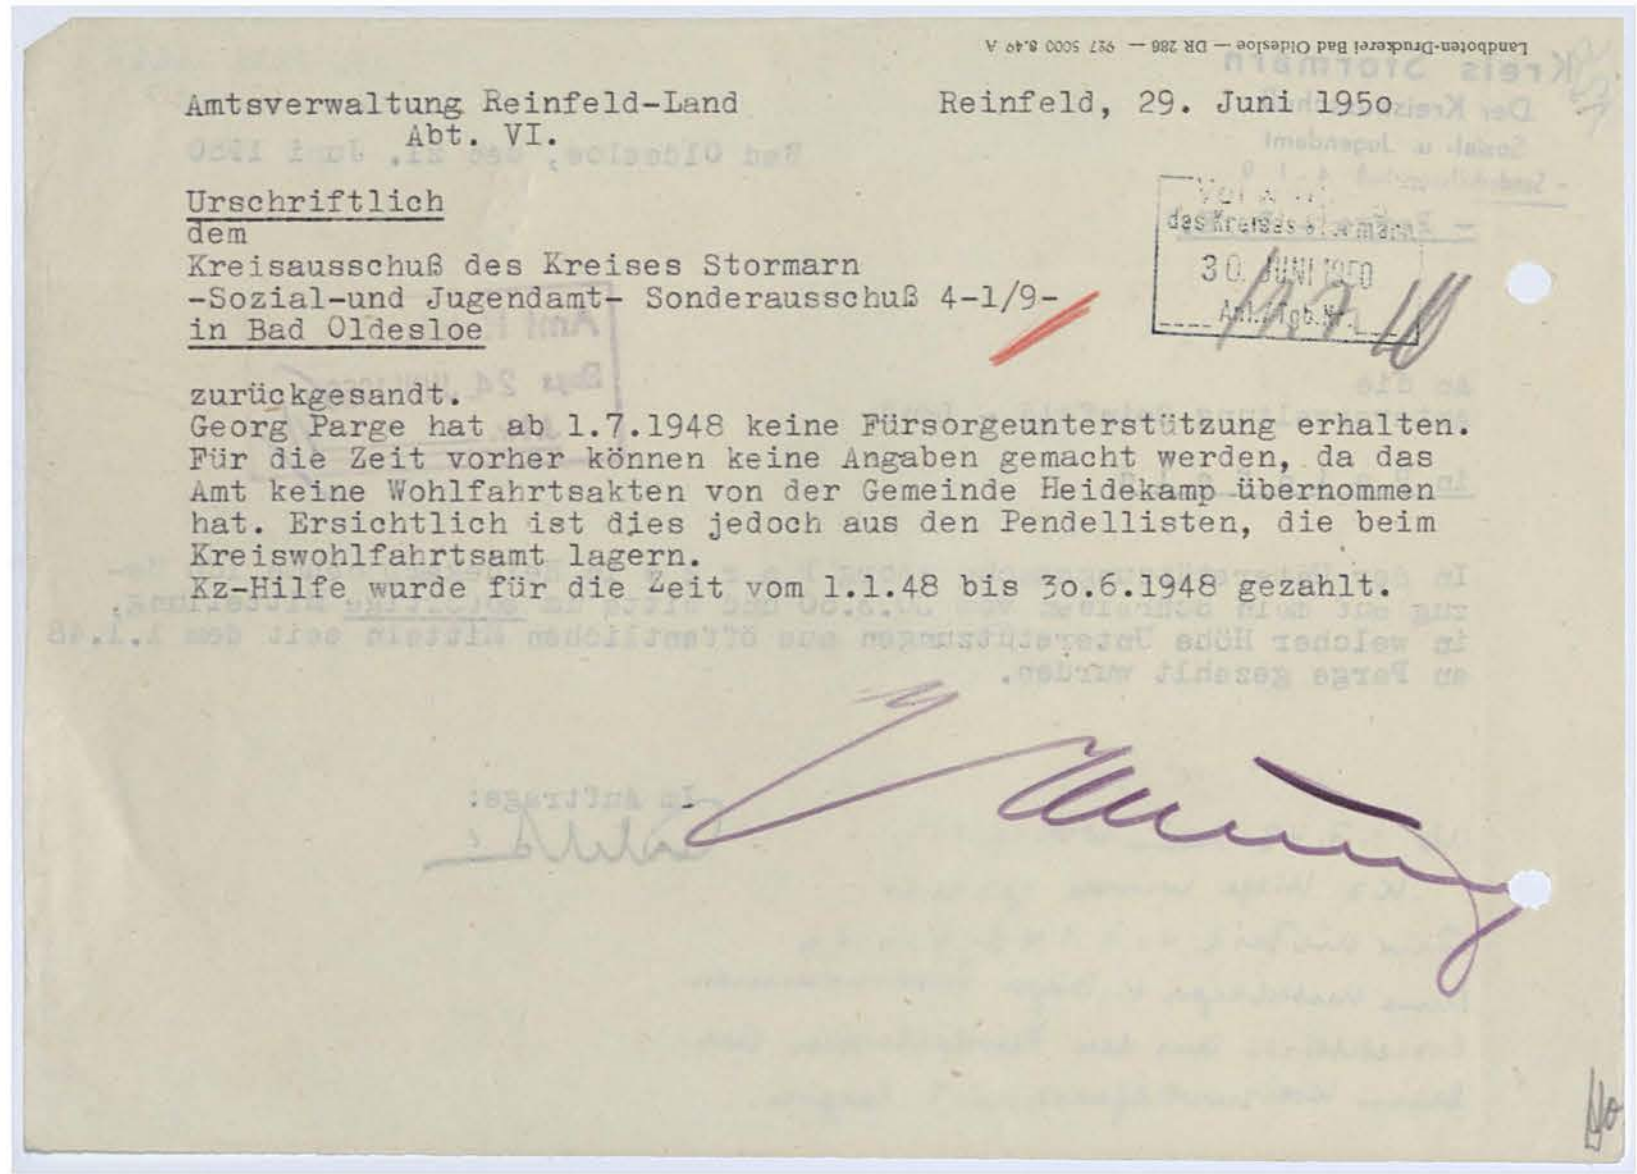 Landboten-Druckerei Bad Oldesloe — DR 286 — 927 5000 8.49 A
Amtsverwaltung Reinfeld-Land
Reinfeld, 29. Juni 1950
Abt. VI.
Urschriftlich
dem
Kreisausschuß des Kreises Stormarn
-Sozial-und Jugendamt- Sonderausschuß 4-1/9-
in Bad Oldesloe
des Kreises Stormarn
30. JUNI 1950
zurückgesandt.
Georg Parge hat ab 1.7.1948 keine Fürsorgeunterstützung erhalten.
Für die Zeit vorher können keine Angaben gemacht werden, da das
Amt keine Wohlfahrtsakten von der Gemeinde Heidekamp übernommen
hat. Ersichtlich ist dies jedoch aus den Pendellisten, die beim
Kreiswohlfahrtsamt lagern.
Kz-Hilfe wurde für die Zeit vom 1.1.48 bis 30.6.1948 gezahlt.